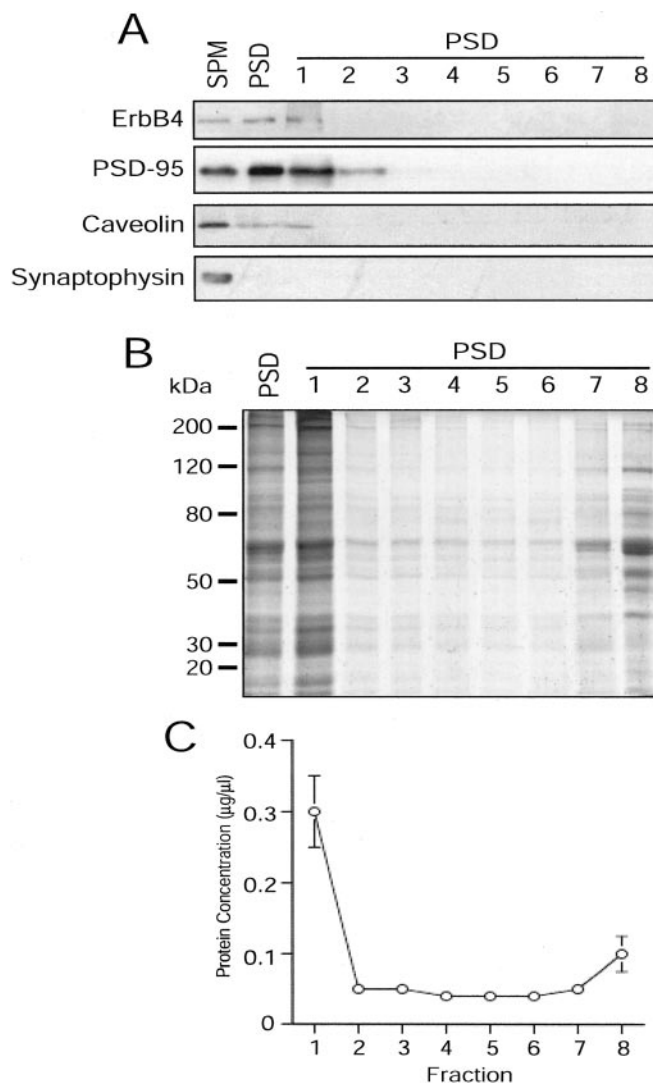 A
SPM
PSD
PSD
1 2 3 4 5 6 7 8
ErbB4
PSD-95
Caveolin
Synaptophysin
B
PSD
PSD
kDa
1 2 3 4 5 6 7 8
200
120
80
50
30
20
C
Protein Concentration (µg/µl)
0.4
0.3
0.2
0.1
0
1 2 3 4 5 6 7 8
Fraction